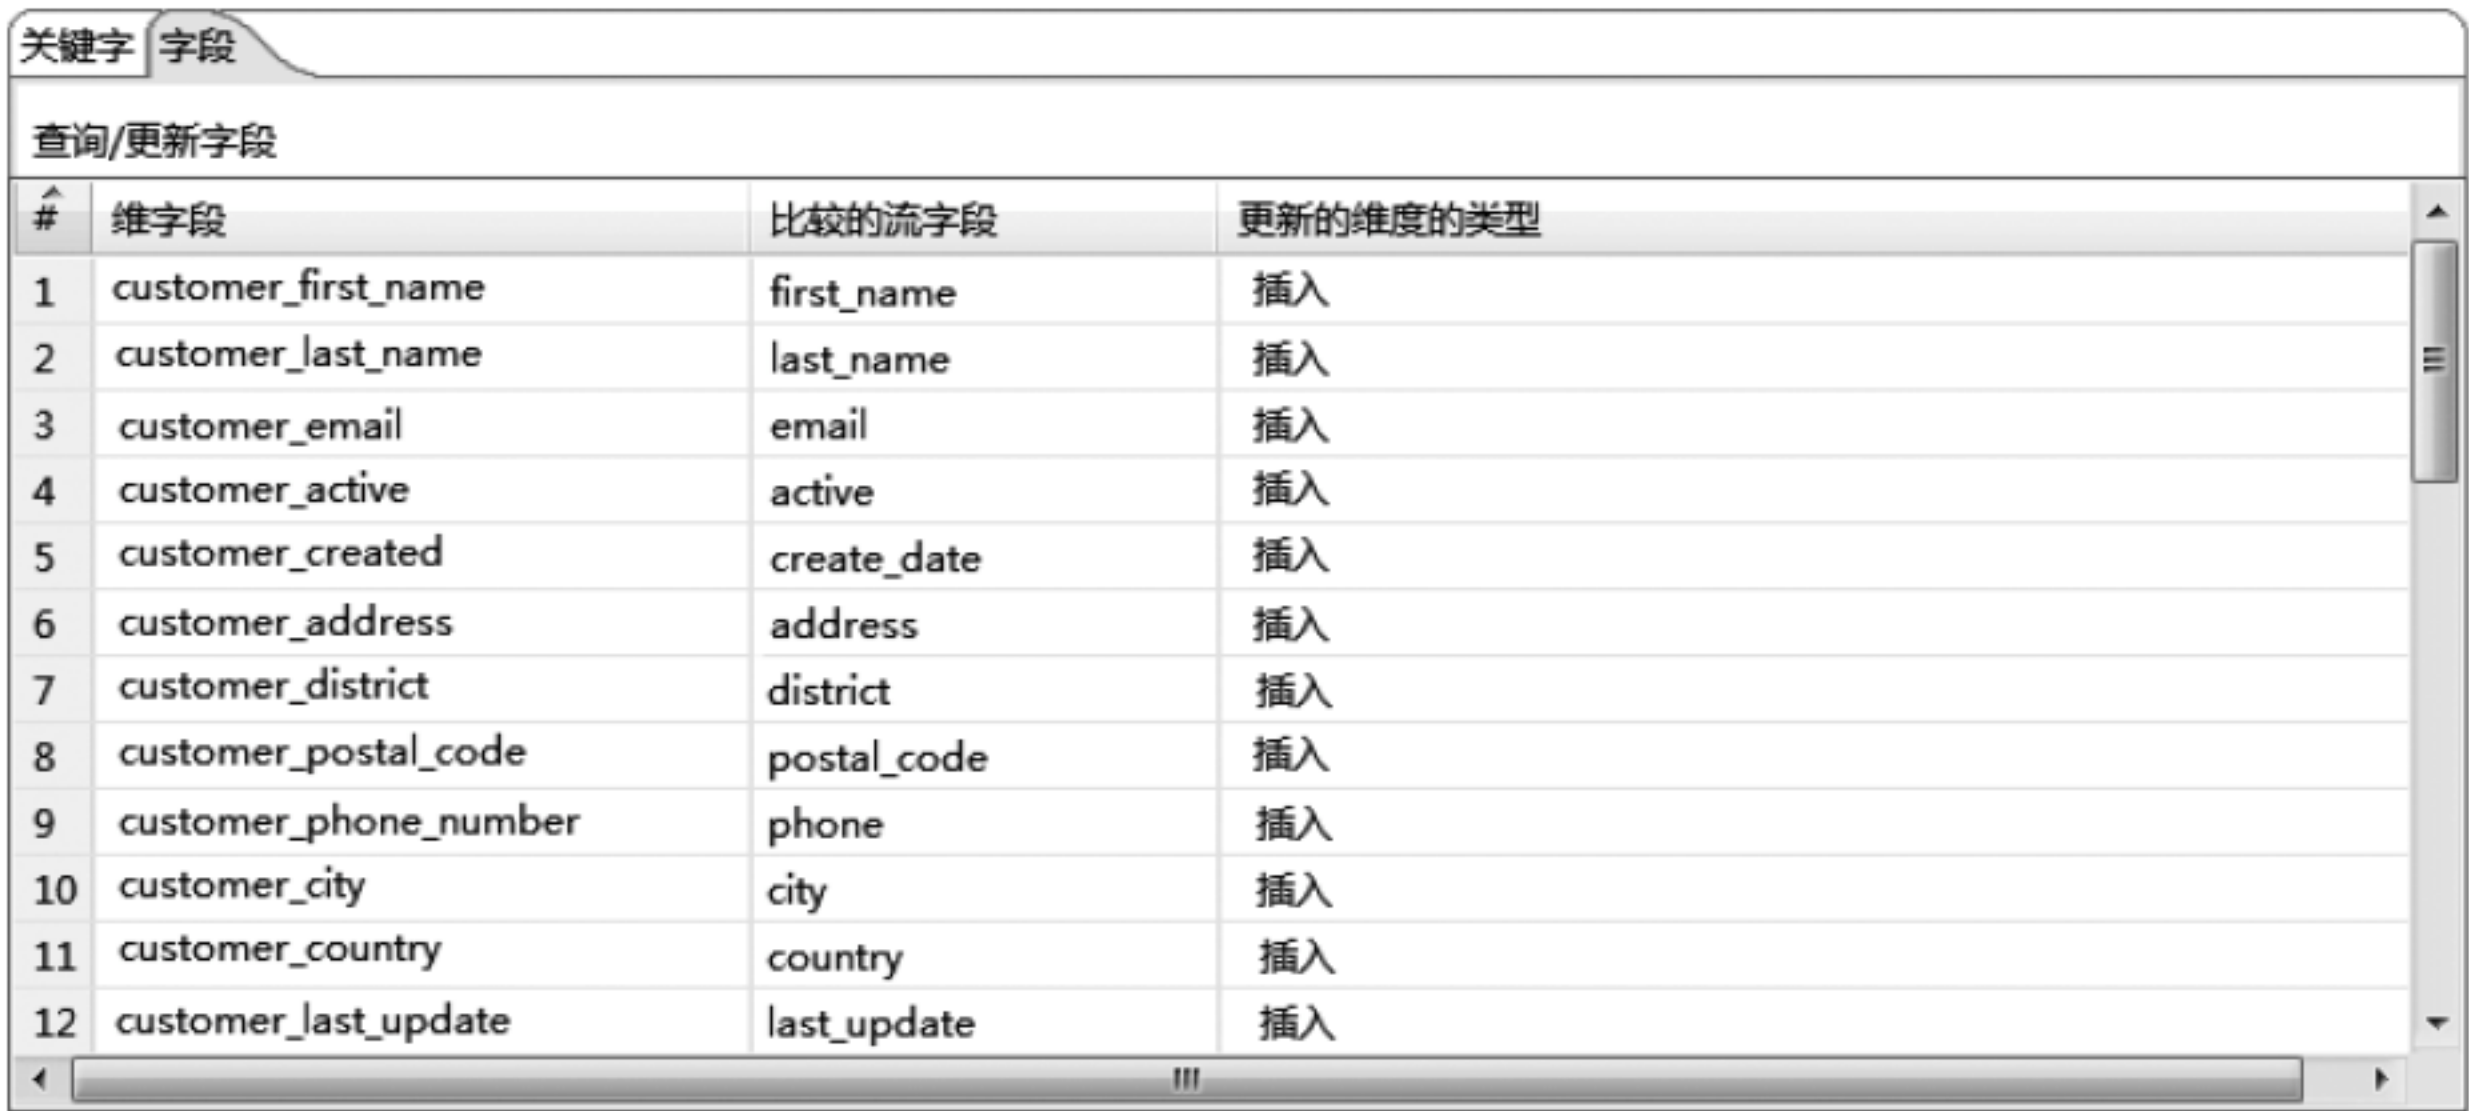 关键字 字段
查询/更新字段
# 维字段 比较的流字段 更新的维度的类型
1 customer_first_name first_name 插入
2 customer_last_name last_name 插入
3 customer_email email 插入
4 customer_active active 插入
5 customer_created create_date 插入
6 customer_address address 插入
7 customer_district district 插入
8 customer_postal_code postal_code 插入
9 customer_phone_number phone 插入
10 customer_city city 插入
11 customer_country country 插入
12 customer_last_update last_update 插入